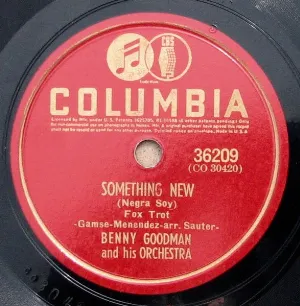 CBS
COLUMBIA
36209
(CO 30420)
SOMETHING NEW
(Negra Soy)
Fox Trot
-Gamse-Menendez-arr. Sauter-
BENNY GOODMAN
and his ORCHESTRA